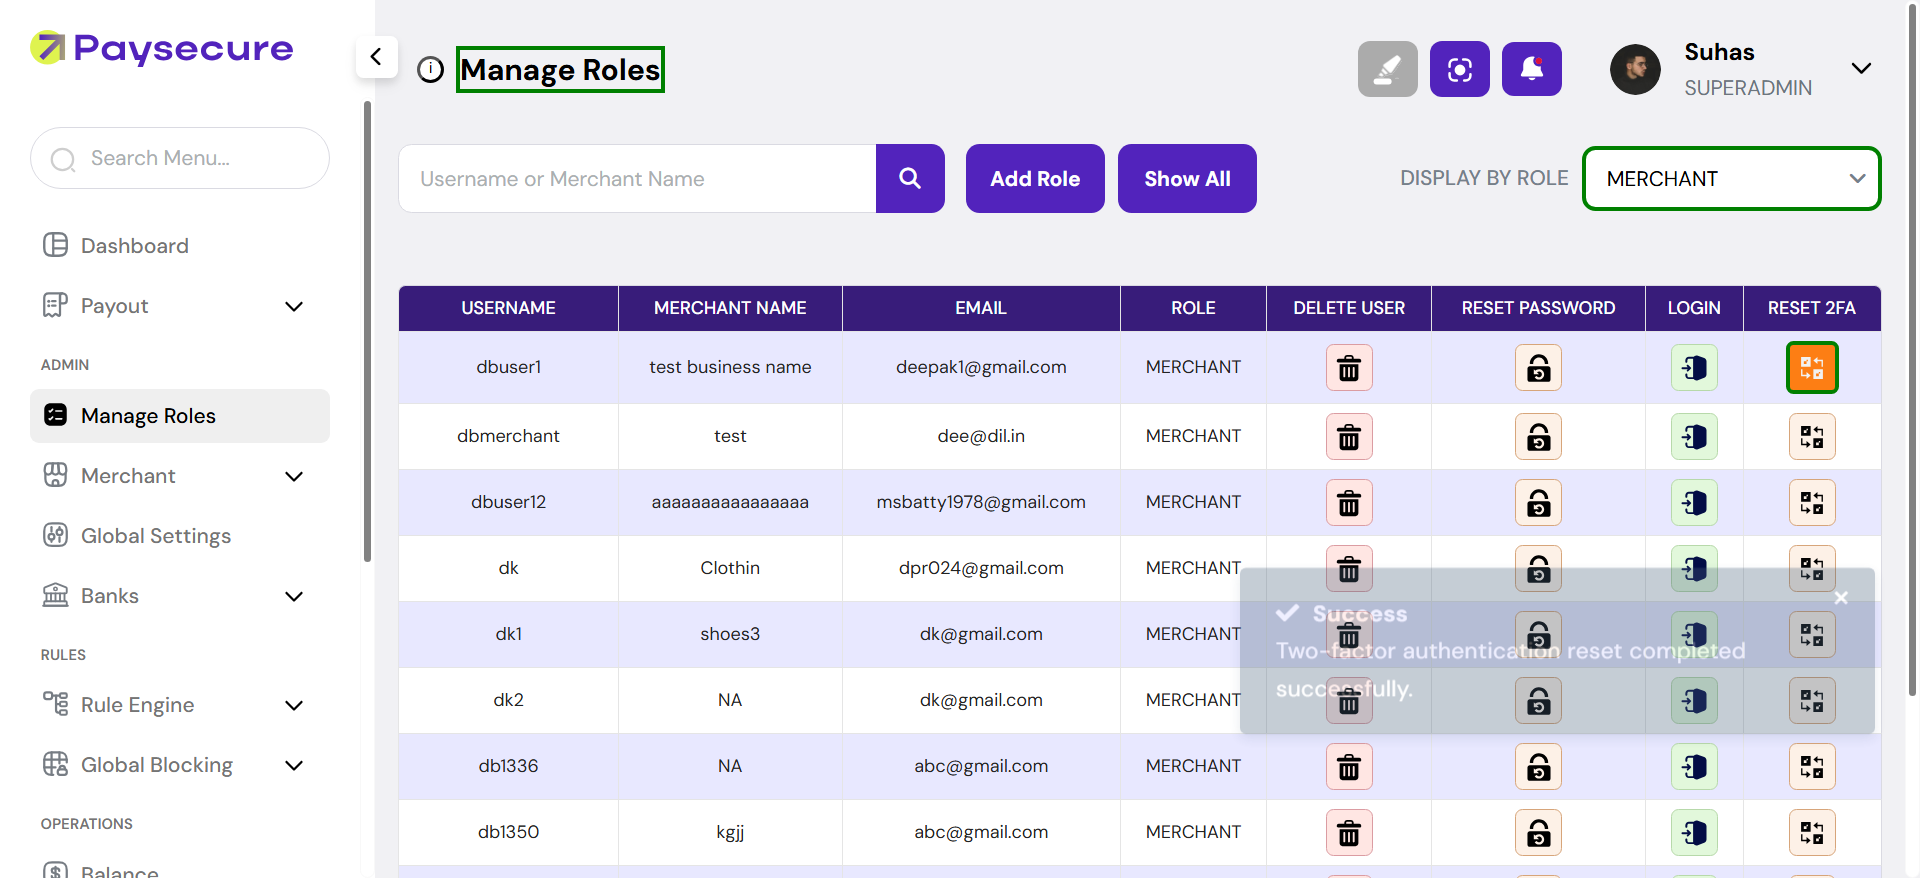 Paysecure
Search Menu...
Dashboard
Payout
ADMIN
Manage Roles
Merchant
Global Settings
Banks
RULES
Rule Engine
Global Blocking
OPERATIONS
Balance
Manage Roles
Suhas
SUPERADMIN
Username or Merchant Name
Add Role
Show All
DISPLAY BY ROLE
MERCHANT
USERNAME MERCHANT NAME EMAIL ROLE DELETE USER RESET PASSWORD LOGIN RESET 2FA
dbuser1 test business name deepak1@gmail.com MERCHANT
dbmerchant test dee@dil.in MERCHANT
dbuser12 aaaaaaaaaaaaaaaa msbatty1978@gmail.com MERCHANT
dk Clothin dpr024@gmail.com MERCHANT
dk1 shoes3 dk@gmail.com MERCHANT
dk2 NA dk@gmail.com MERCHANT
db1336 NA abc@gmail.com MERCHANT
db1350 kgjj abc@gmail.com MERCHANT
Success
Two-factor authentication reset completed
successfully.